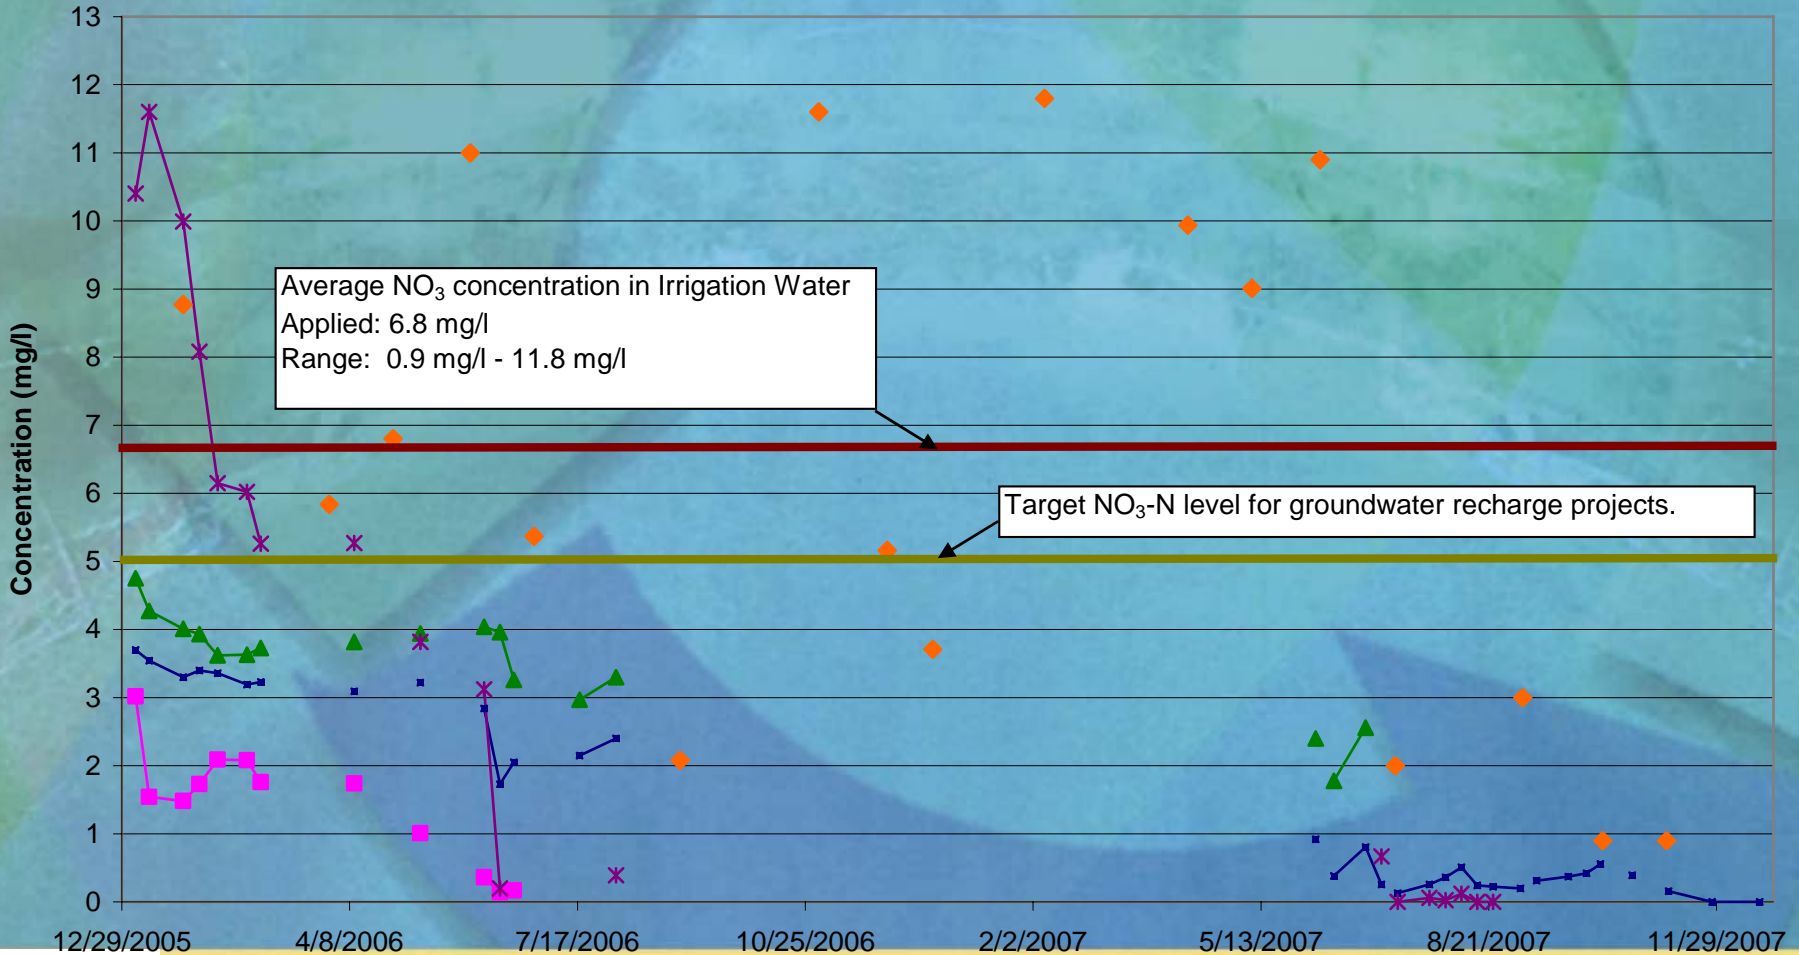 13
12
11
10
9
8
7
6
5
4
3
2
1
0
Concentration (mg/l)
Average NO₃ concentration in Irrigation Water
Applied: 6.8 mg/l
Range: 0.9 mg/l - 11.8 mg/l
Target NO₃-N level for groundwater recharge projects.
12/29/2005 4/8/2006 7/17/2006 10/25/2006 2/2/2007 5/13/2007 8/21/2007 11/29/2007